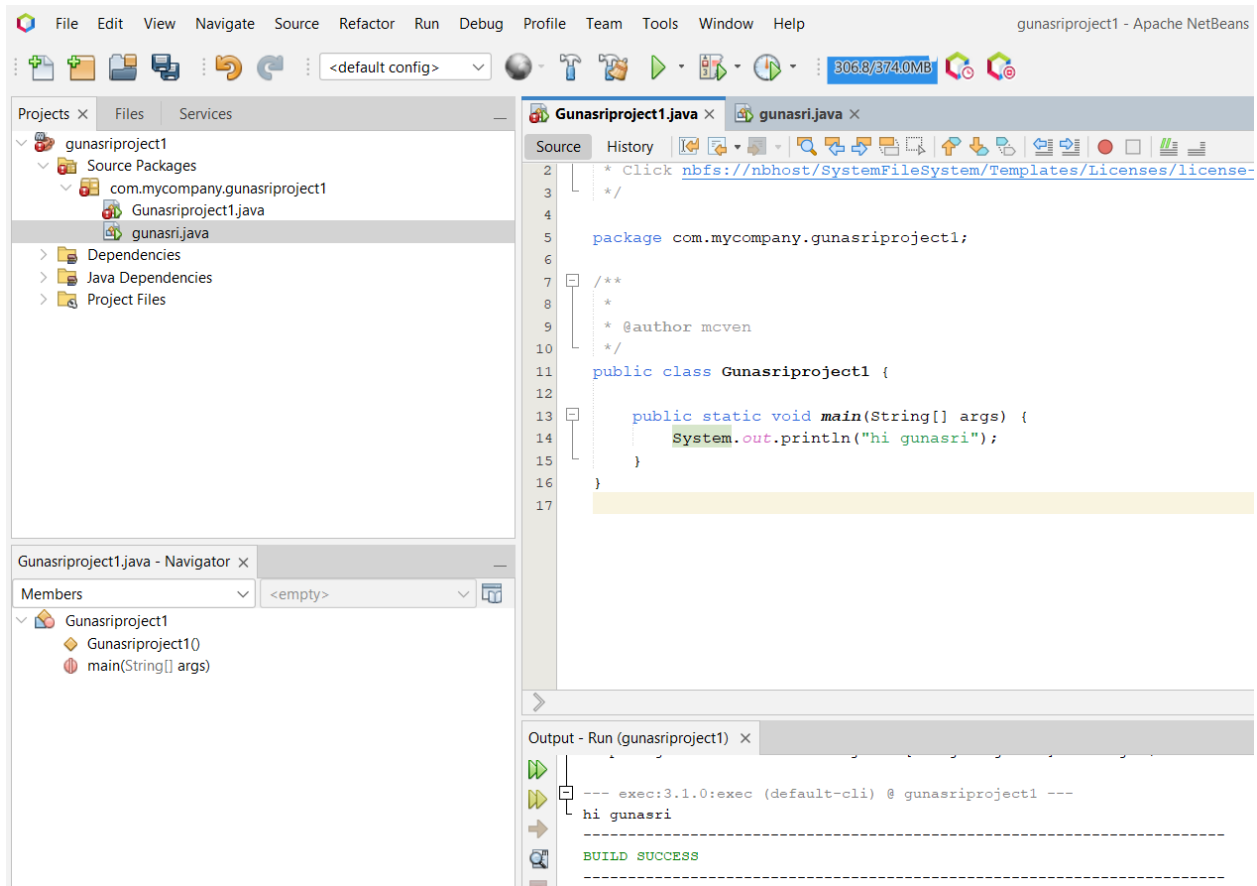 File Edit View Navigate Source Refactor Run Debug Profile Team Tools Window Help gunasriproject1 - Apache NetBeans
<default config> 306.8/374.0MB
Projects Files Services
gunasriproject1
Source Packages
com.mycompany.gunasriproject1
Gunasriproject1.java
gunasri.java
Dependencies
Java Dependencies
Project Files
Gunasriproject1.java - Navigator
Members <empty>
Gunasriproject1
Gunasriproject1()
main(String[] args)
Gunasriproject1.java gunasri.java
Source History
2 * Click nbfs://nbhost/SystemFileSystem/Templates/Licenses/license-
3 */
4
5 package com.mycompany.gunasriproject1;
6
7 /**
8 *
9 * @author mcven
10 */
11 public class Gunasriproject1 {
12
13 public static void main(String[] args) {
14 System.out.println("hi gunasri");
15 }
16 }
17
Output - Run (gunasriproject1)
--- exec:3.1.0:exec (default-cli) @ gunasriproject1 ---
hi gunasri
------------------------------------------------------------------------
BUILD SUCCESS
------------------------------------------------------------------------